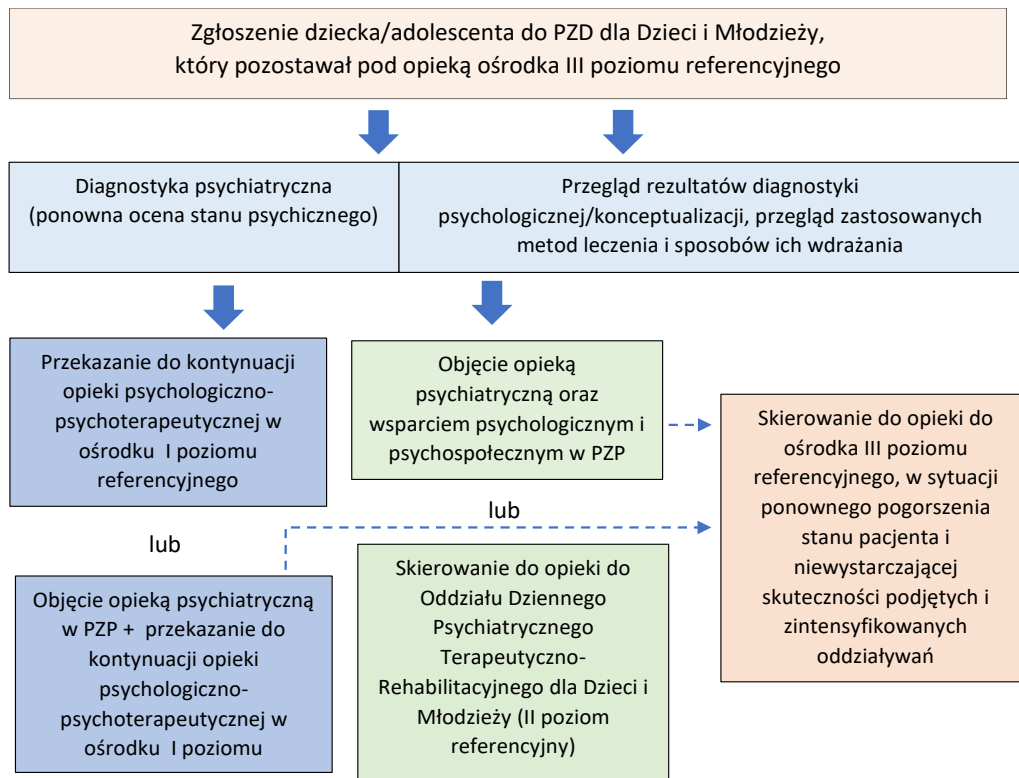 Zgłoszenie dziecka/adolescenta do PZD dla Dzieci i Młodzieży,
który pozostawał pod opieką ośrodka III poziomu referencyjnego
Diagnostyka psychiatryczna
(ponowna ocena stanu psychicznego)
Przegląd rezultatów diagnostyki
psychologicznej/konceptualizacji, przegląd zastosowanych
metod leczenia i sposobów ich wdrażania
Przekazanie do kontynuacji
opieki psychologiczno-
psychoterapeutycznej w
ośrodku I poziomu
referencyjnego
lub
Objęcie opieką psychiatryczną
w PZP + przekazanie do
kontynuacji opieki
psychologiczno-
psychoterapeutycznej w
ośrodku I poziomu
Objęcie opieką
psychiatryczną oraz
wsparciem psychologicznym i
psychospołecznym w PZP
lub
Skierowanie do opieki do
Oddziału Dziennego
Psychiatrycznego
Terapeutyczno-
Rehabilitacyjnego dla Dzieci i
Młodzieży (II poziom
referencyjny)
Skierowanie do opieki do
ośrodka III poziomu
referencyjnego, w sytuacji
ponownego pogorszenia
stanu pacjenta i
niewystarczającej
skuteczności podjętych i
zintensyfikowanych
oddziaływań